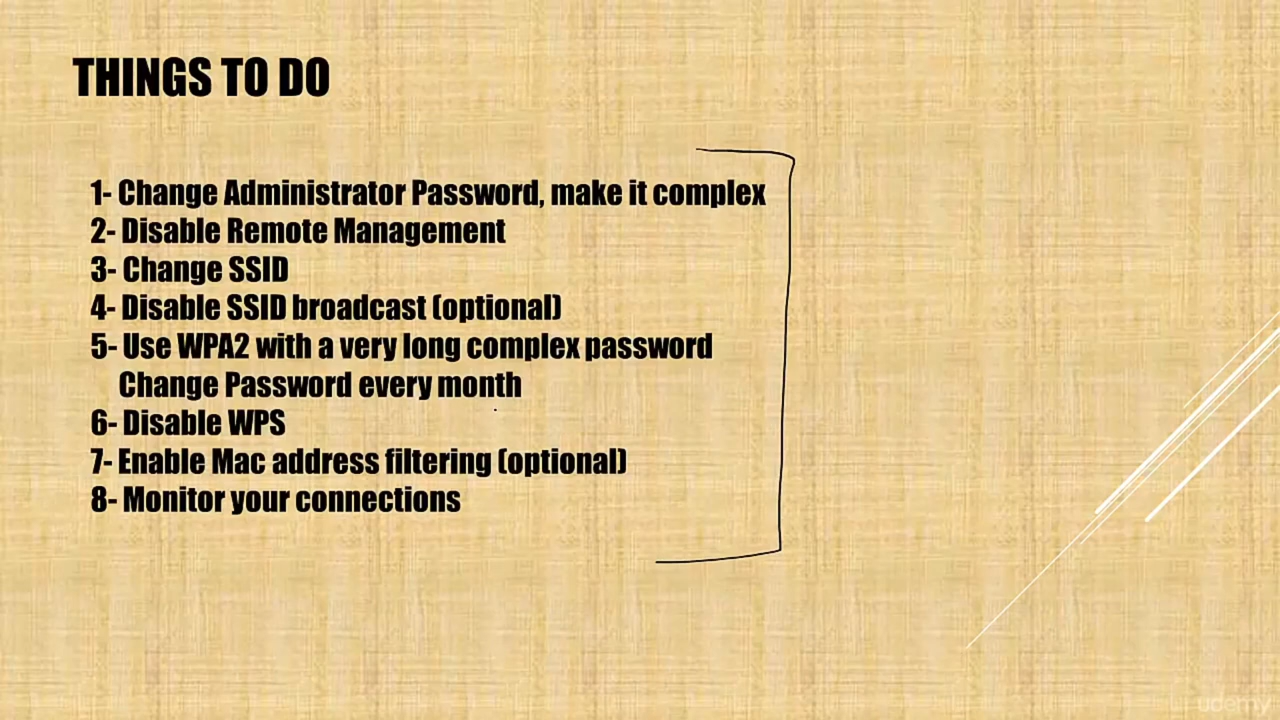 THINGS TO DO
1- Change Administrator Password, make it complex
2- Disable Remote Management
3- Change SSID
4- Disable SSID broadcast (optional)
5- Use WPA2 with a very long complex password
Change Password every month
6- Disable WPS
7- Enable Mac address filtering (optional)
8- Monitor your connections
udemy